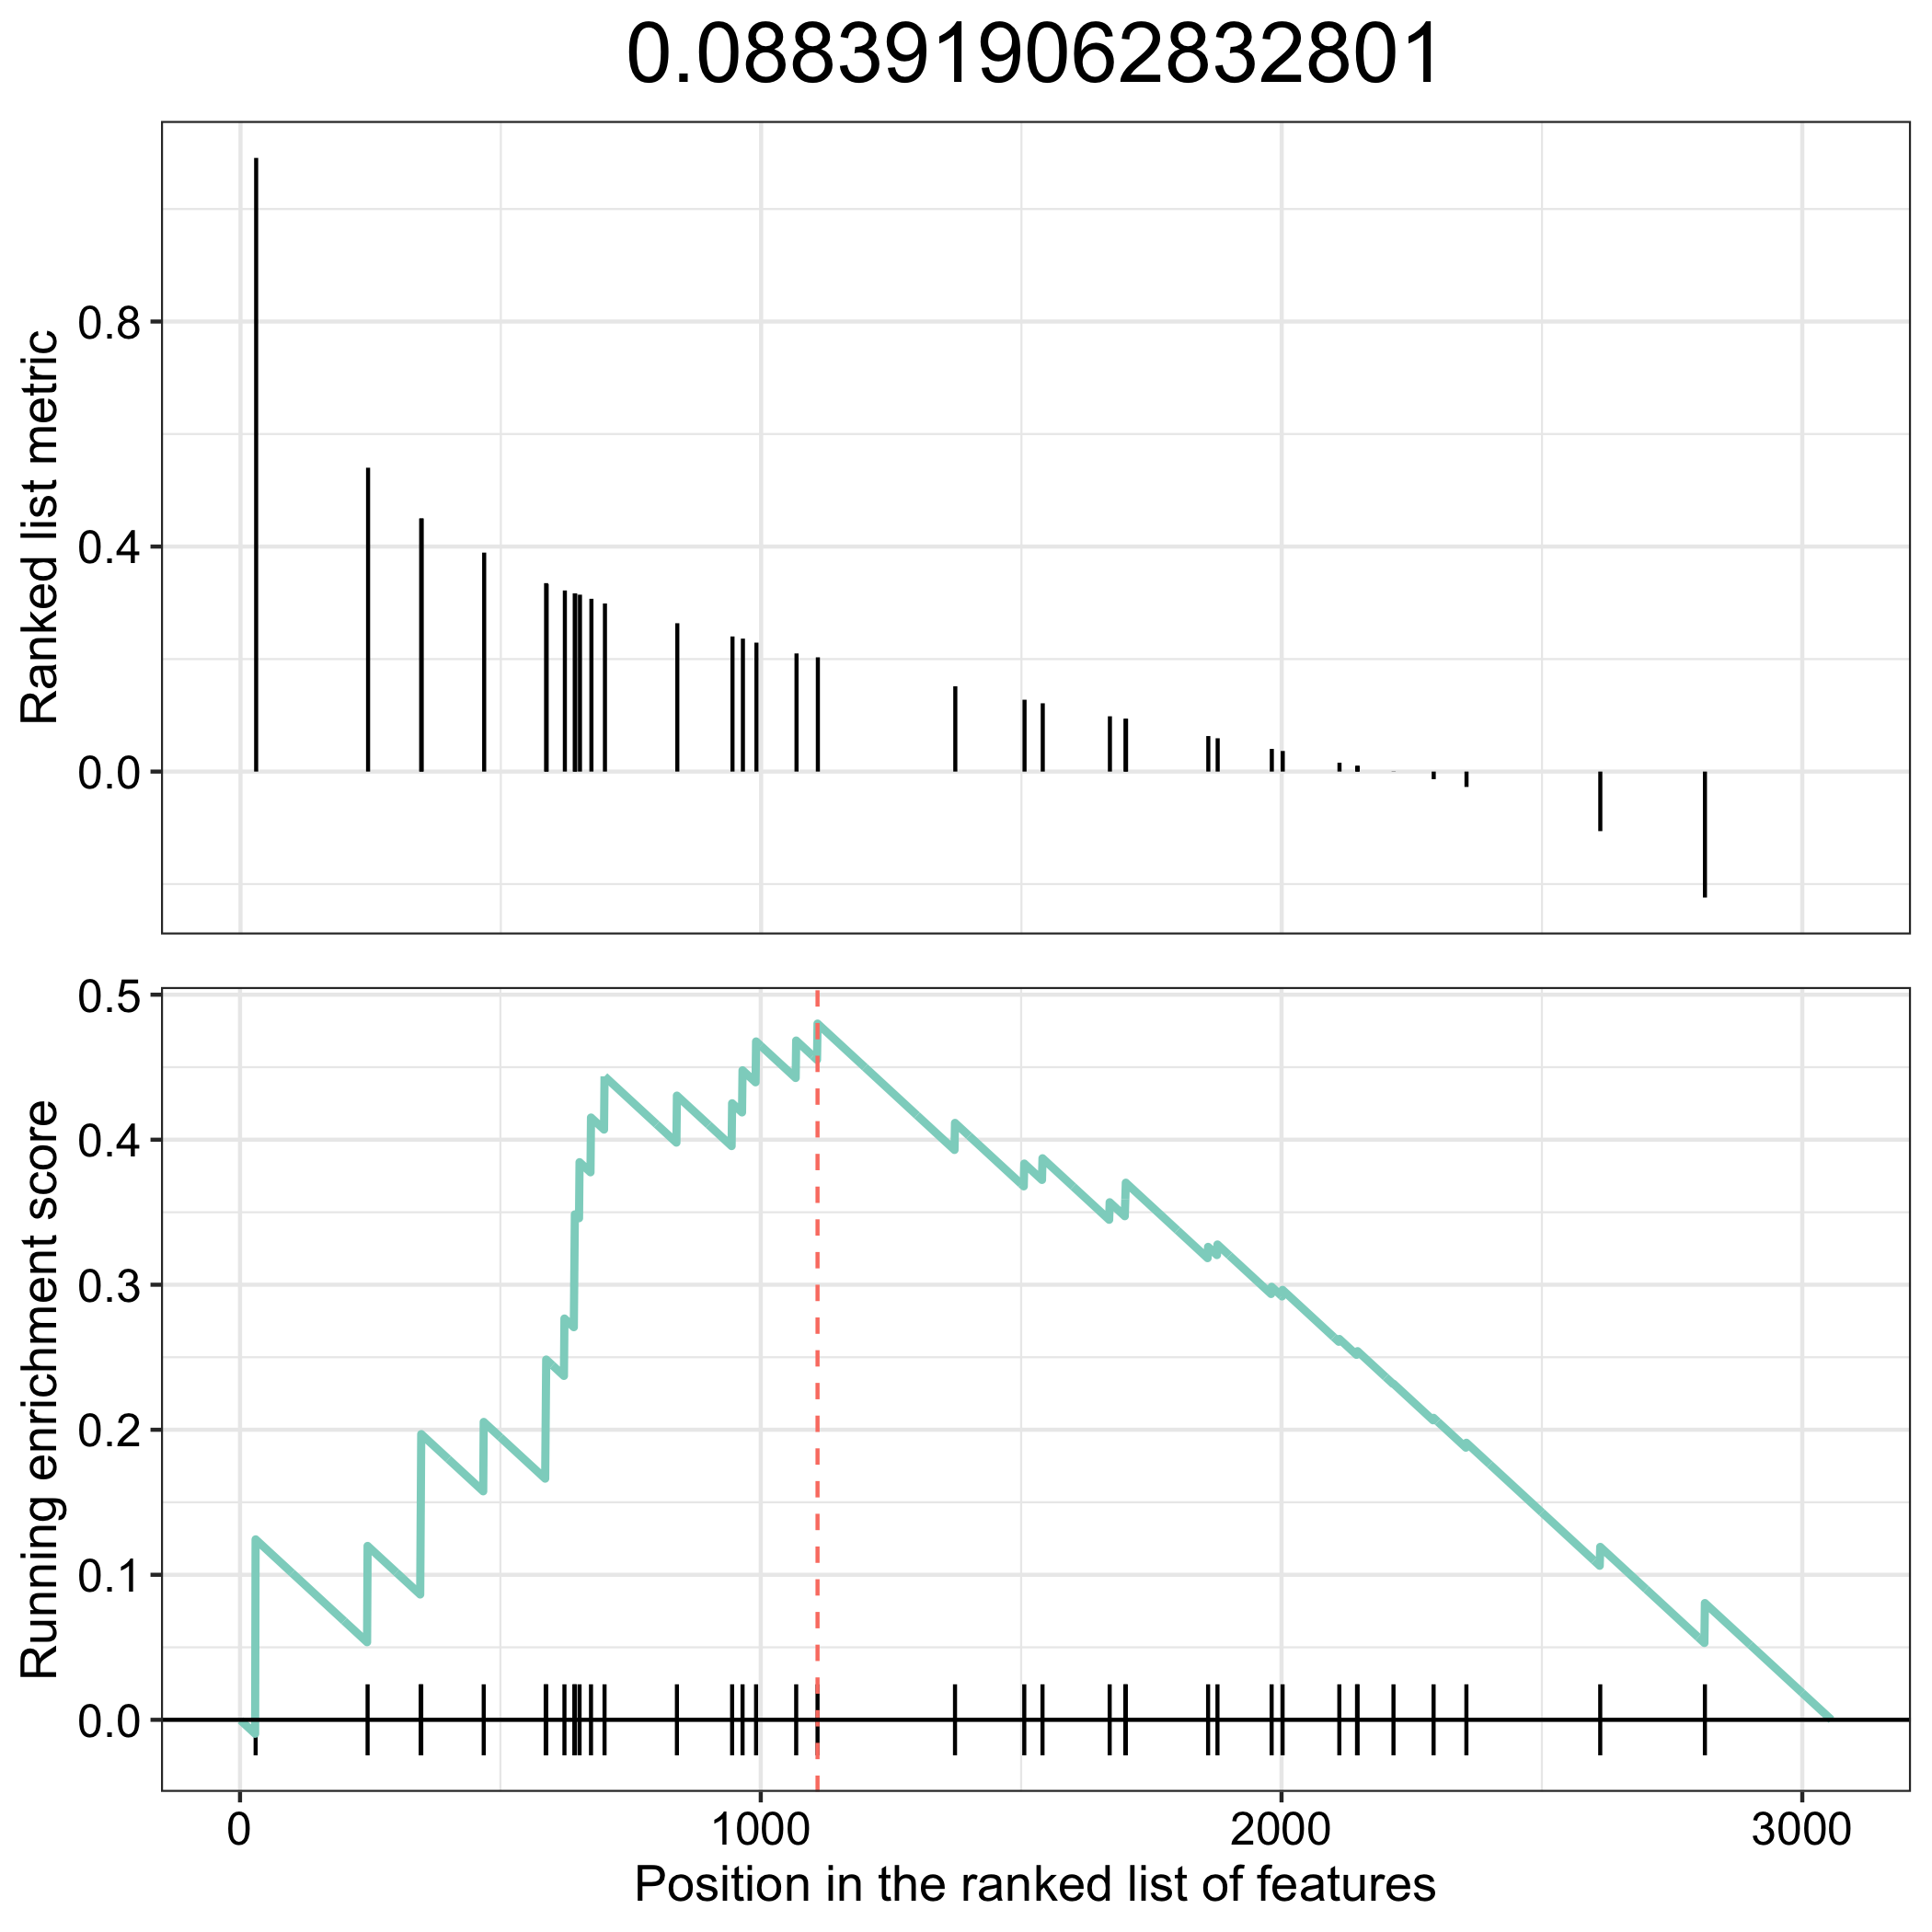 0.0883919062832801
Ranked list metric
0.8
0.4
0.0
Running enrichment score
0.5
0.4
0.3
0.2
0.1
0.0
0 1000 2000 3000
Position in the ranked list of features